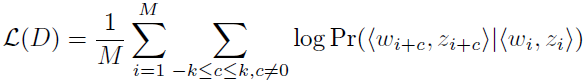 \mathcal{L}(D) = \frac{1}{M} \sum_{i=1}^{M} \sum_{-k \leq c \leq k, c \neq 0} \log \Pr(\langle w_{i+c}, z_{i+c} \rangle | \langle w_i, z_i \rangle)